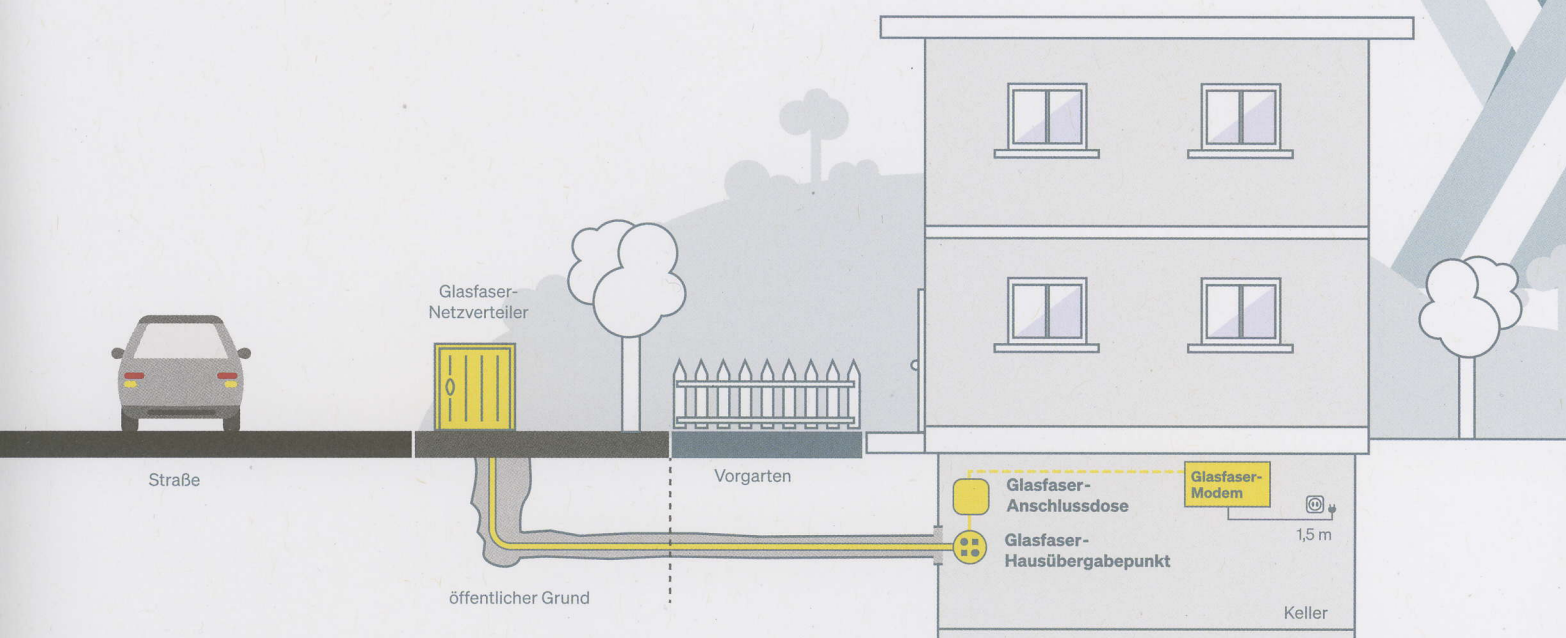 Glasfaser-
Netzverteiler
Straße
Vorgarten
öffentlicher Grund
Glasfaser-
Anschlussdose
Glasfaser-
Modem
1,5 m
Glasfaser-
Hausübergabepunkt
Keller